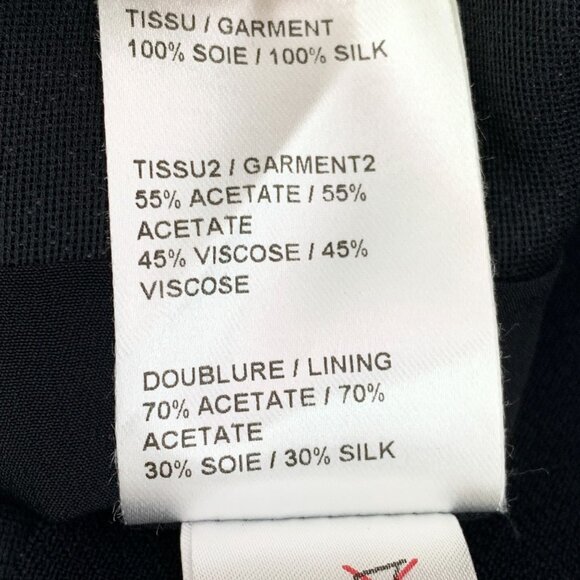 TISSU / GARMENT
100% SOIE / 100% SILK
TISSU2 / GARMENT2
55% ACETATE / 55%
ACETATE
45% VISCOSE / 45%
VISCOSE
DOUBLURE / LINING
70% ACETATE / 70%
ACETATE
30% SOIE / 30% SILK